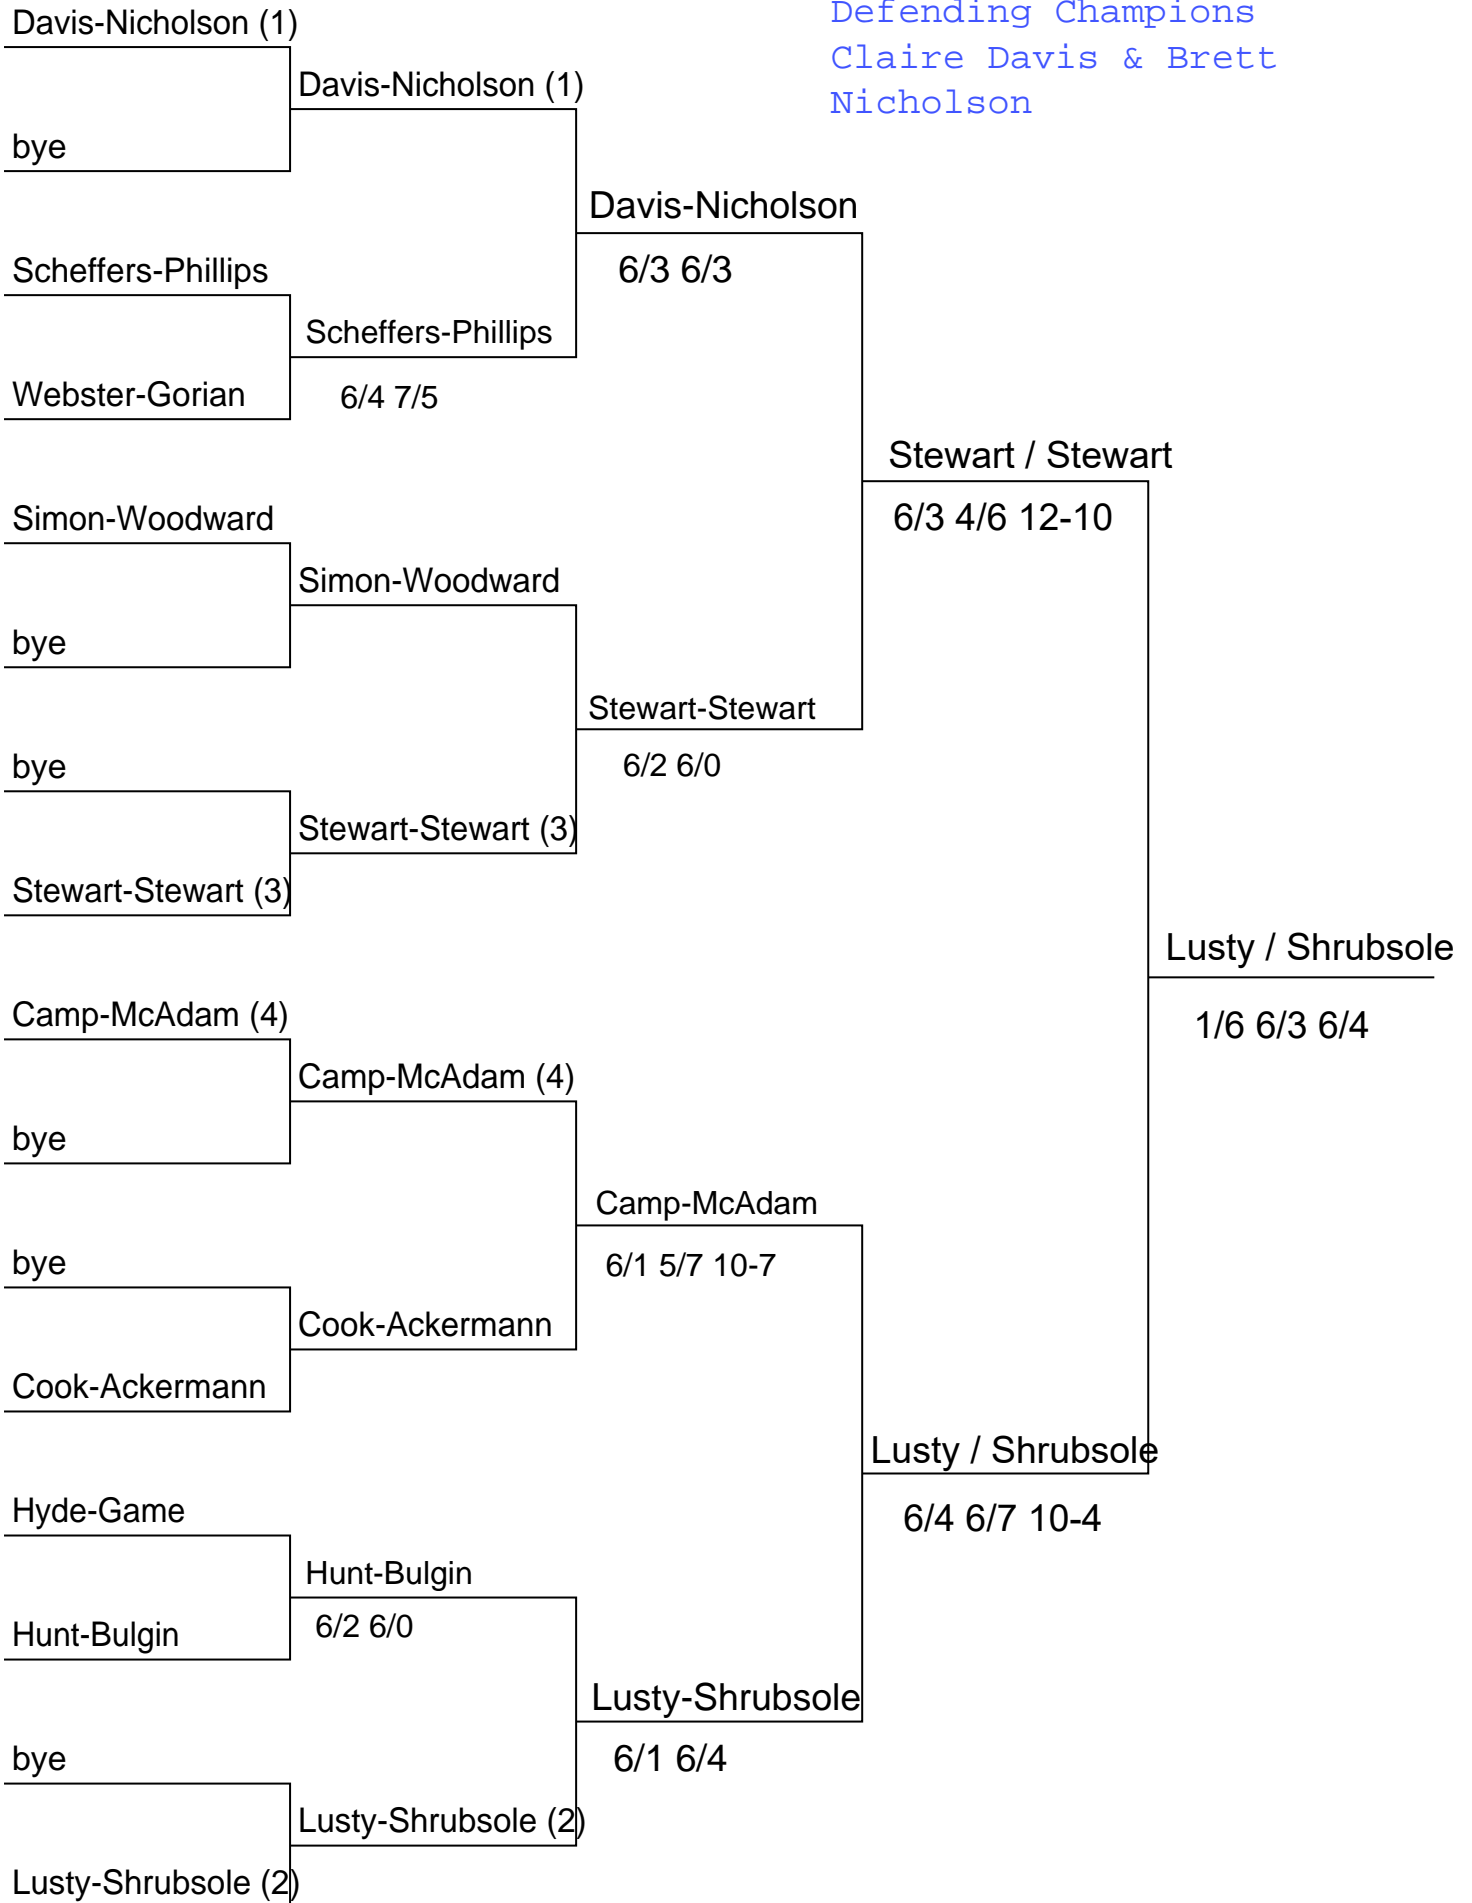 Davis-Nicholson (1)
Defending Champions
Claire Davis & Brett
Nicholson
Davis-Nicholson (1)
bye
Davis-Nicholson
6/3 6/3
Scheffers-Phillips
Scheffers-Phillips
6/4 7/5
Webster-Gorian
Stewart / Stewart
6/3 4/6 12-10
Simon-Woodward
Simon-Woodward
bye
Stewart-Stewart
6/2 6/0
bye
Stewart-Stewart (3)
Stewart-Stewart (3)
Lusty / Shrubsole
1/6 6/3 6/4
Camp-McAdam (4)
Camp-McAdam (4)
bye
Camp-McAdam
6/1 5/7 10-7
bye
Cook-Ackermann
Cook-Ackermann
Lusty / Shrubsole
6/4 6/7 10-4
Hyde-Game
Hunt-Bulgin
6/2 6/0
Hunt-Bulgin
Lusty-Shrubsole
6/1 6/4
bye
Lusty-Shrubsole (2)
Lusty-Shrubsole (2)